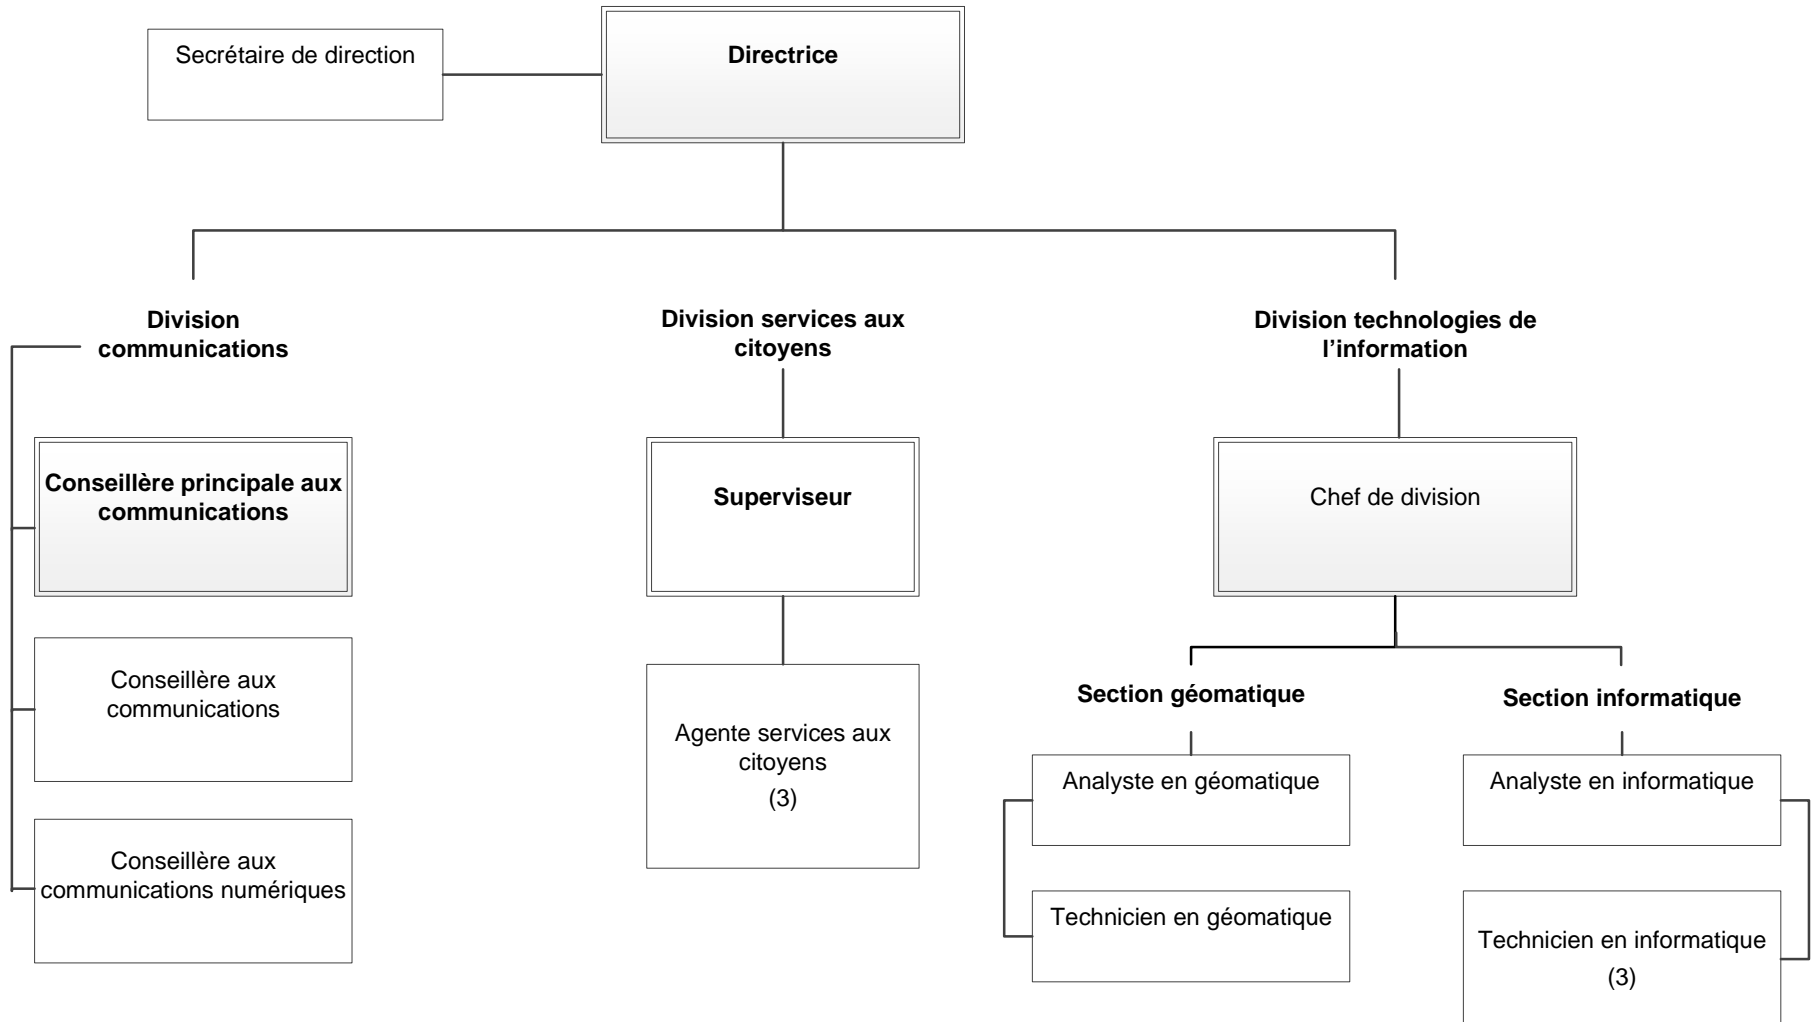 Secrétaire de direction
Directrice
Division
communications
Conseillère principale aux
communications
Conseillère aux
communications
Conseillère aux
communications numériques
Division services aux
citoyens
Superviseur
Agente services aux
citoyens
(3)
Division technologies de
l’information
Chef de division
Section géomatique
Analyste en géomatique
Technicien en géomatique
Section informatique
Analyste en informatique
Technicien en informatique
(3)